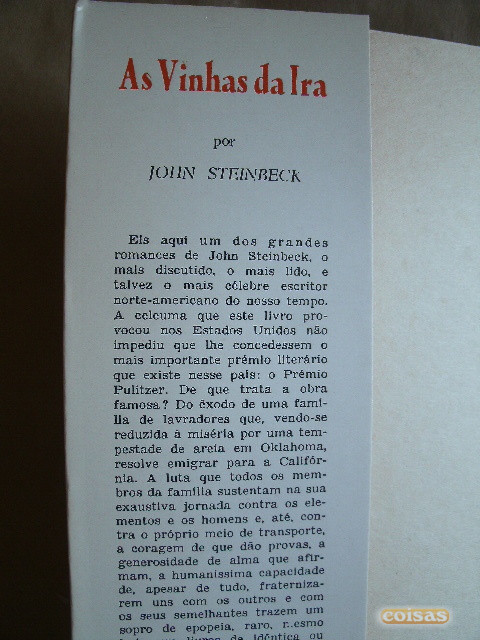 As Vinhas da Ira
por
JOHN STEINBECK
Eis aqui um dos grandes
romances de John Steinbeck, o
mais discutido, o mais lido, e
talvez o mais célebre escritor
norte-americano do nosso tempo.
A celeuma que este livro pro-
vocou nos Estados Unidos não
impediu que lhe concedessem o
mais importante prêmio literário
que existe nesse país: o Prêmio
Pulitzer. De que trata a obra
famosa? Do êxodo de uma famí-
lia de lavradores que, vendo-se
reduzida à miséria por uma tem-
pestade de areia em Oklahoma,
resolve emigrar para a Califór-
nia. A luta que todos os mem-
bros da família sustentam na sua
exaustiva jornada contra os ele-
mentos e os homens e, até, con-
tra o próprio meio de transporte,
a coragem de que dão provas, a
generosidade de alma que afir-
mam, a humaníssima capacidade
de, apesar de tudo, fraterniza-
rem uns com os outros e com
os seus semelhantes trazem um
sopro de epopeia, raro, mesmo
livros de idêntica ou
coisas